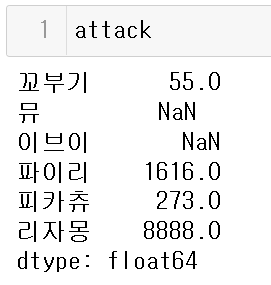 1 attack
꼬부기 55.0
뮤 NaN
이브이 NaN
파이리 1616.0
피카츄 273.0
리자몽 8888.0
dtype: float64